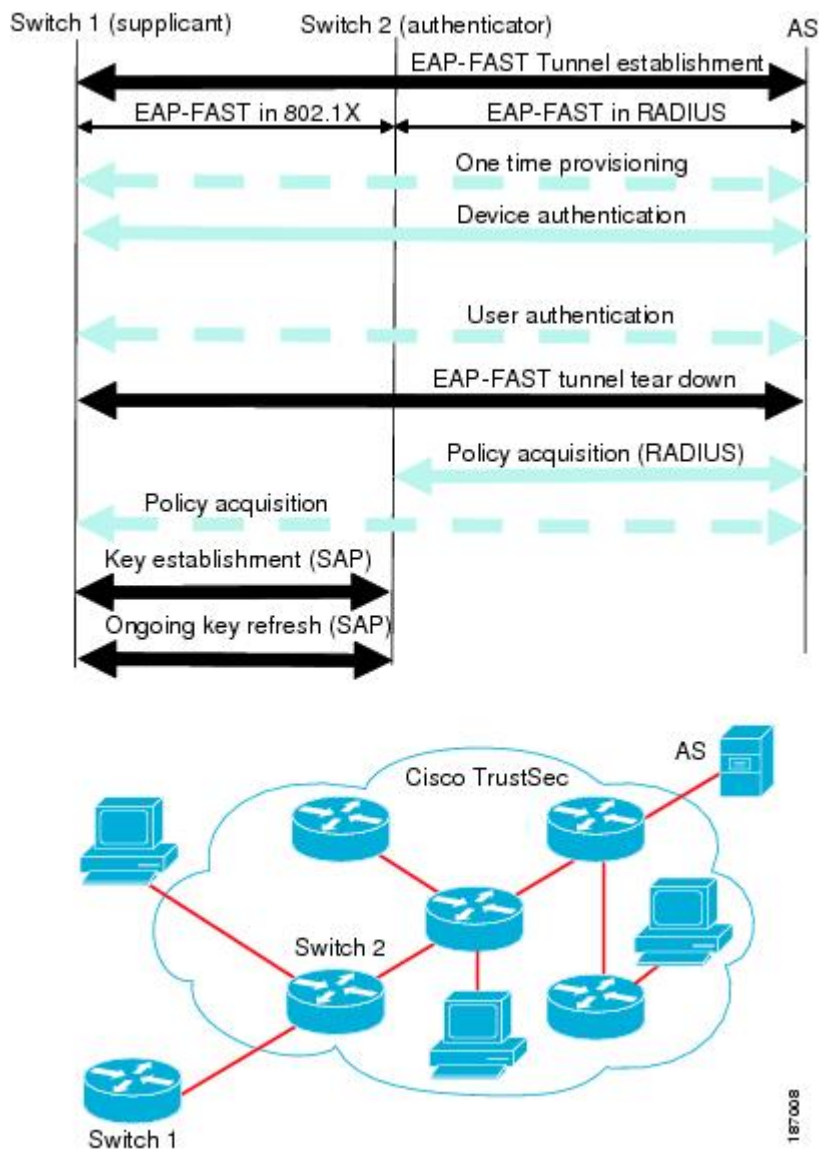 Switch 1 (supplicant) Switch 2 (authenticator) AS
EAP-FAST Tunnel establishment
EAP-FAST in 802.1X EAP-FAST in RADIUS
One time provisioning
Device authentication
User authentication
EAP-FAST tunnel tear down
Policy acquisition (RADIUS)
Policy acquisition
Key establishment (SAP)
Ongoing key refresh (SAP)
AS
Cisco TrustSec
Switch 2
Switch 1
187008